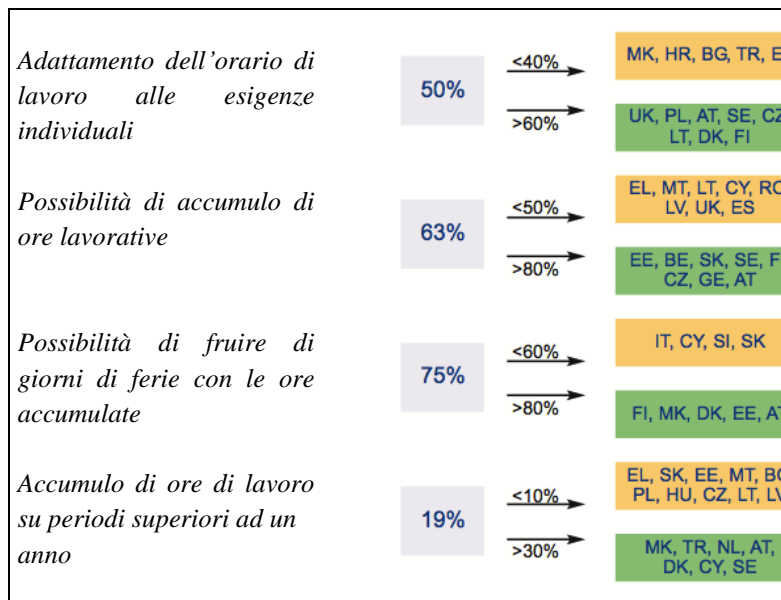 Adattamento dell'orario di
lavoro alle esigenze
individuali
50%
<40%
MK, HR, BG, TR,
>60%
UK, PL, AT, SE, CZ
LT, DK, FI
Possibilità di accumulo di
ore lavorative
63%
<50%
EL, MT, LT, CY,
LV, UK, ES
>80%
EE, BE, SK, SE,
CZ, GE, AT
Possibilità di fruire di
giorni di ferie con le ore
accumulate
75%
<60%
IT, CY, SI, SK
>80%
FI, MK, DK, EE, AT
Accumulo di ore di lavoro
su periodi superiori ad un
anno
19%
<10%
EL, SK, EE, MT,
PL, HU, CZ, LT, LV
>30%
MK, TR, NL, AT,
DK, CY, SE